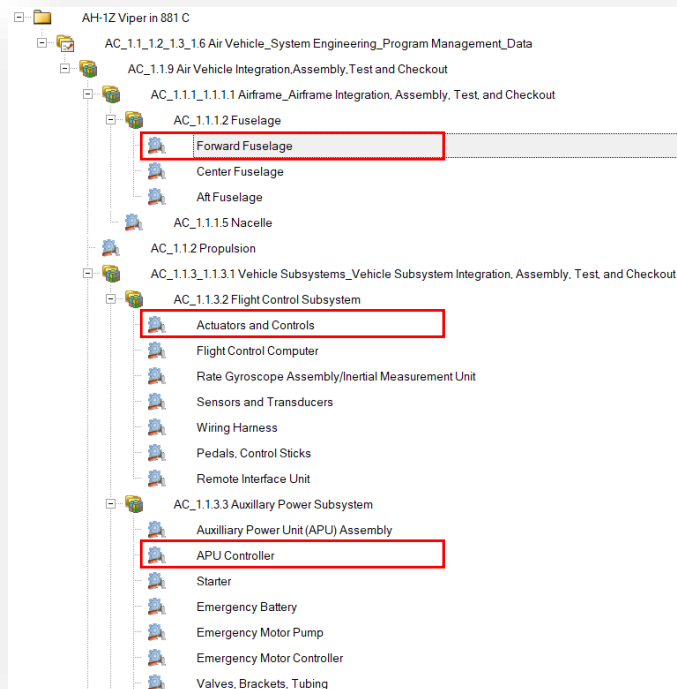 AH-1Z Viper in 881 C
AC_1.1_1.2_1.3_1.6 Air Vehicle_System Engineering_Program Management_Data
AC_1.1.9 Air Vehicle Integration,Assembly,Test and Checkout
AC_1.1.1_1.1.1.1 Airframe_Airframe Integration, Assembly, Test, and Checkout
AC_1.1.1.2 Fuselage
Forward Fuselage
Center Fuselage
Aft Fuselage
AC_1.1.1.5 Nacelle
AC_1.1.2 Propulsion
AC_1.1.3_1.1.3.1 Vehicle Subsystems_Vehicle Subsystem Integration, Assembly, Test, and Checkout
AC_1.1.3.2 Flight Control Subsystem
Actuators and Controls
Flight Control Computer
Rate Gyroscope Assembly/Inertial Measurement Unit
Sensors and Transducers
Wiring Harness
Pedals, Control Sticks
Remote Interface Unit
AC_1.1.3.3 Auxillary Power Subsystem
Auxilliary Power Unit (APU) Assembly
APU Controller
Starter
Emergency Battery
Emergency Motor Pump
Emergency Motor Controller
Valves, Brackets, Tubing